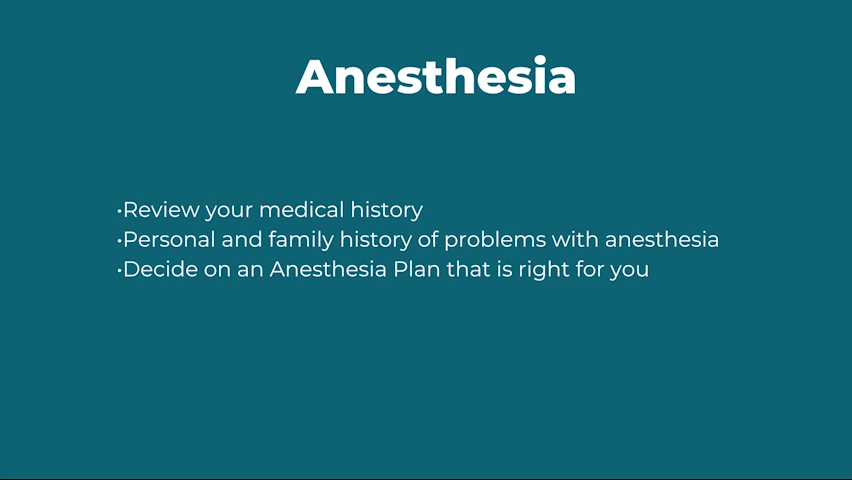 Anesthesia
•Review your medical history
•Personal and family history of problems with anesthesia
•Decide on an Anesthesia Plan that is right for you